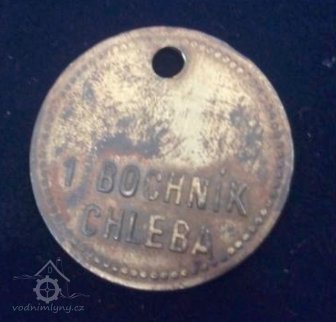 1 BOCHNÍK
CHLEBA
vodnimlyny.cz